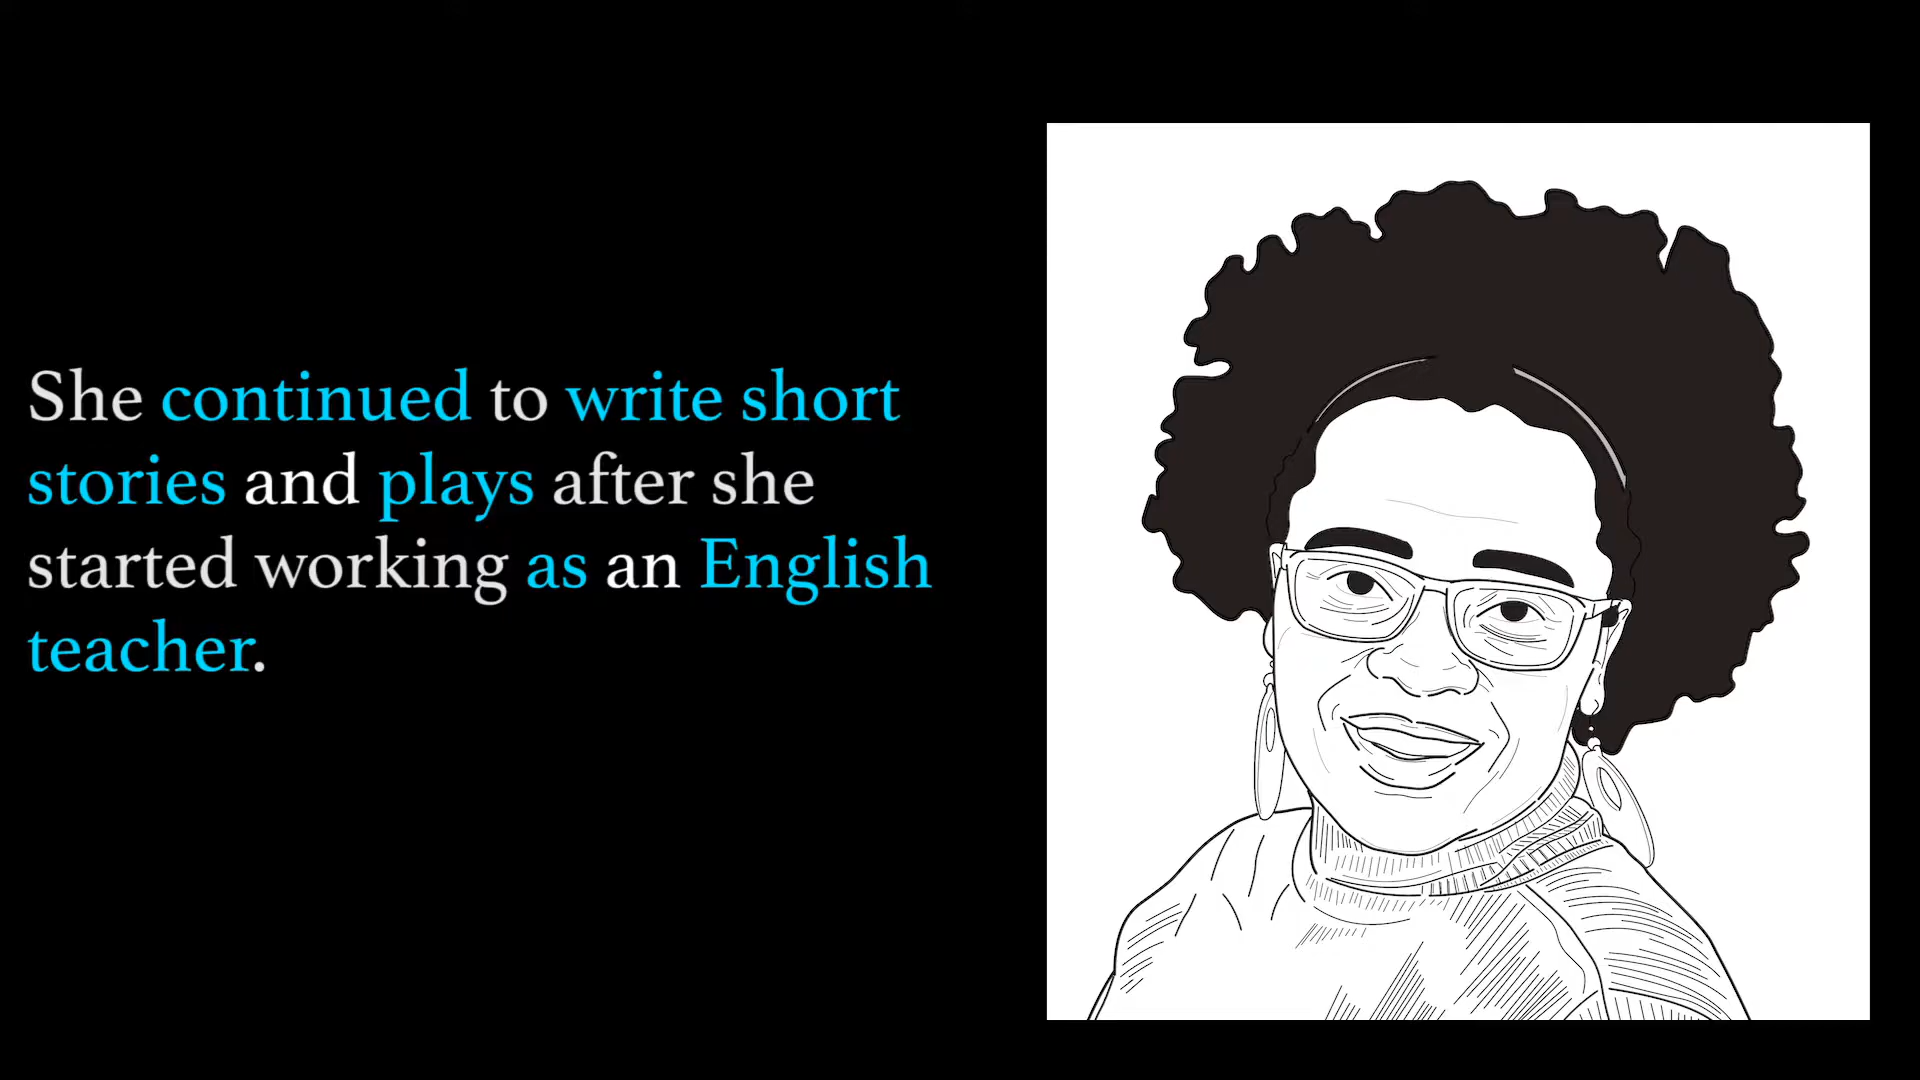 She continued to write short
stories and plays after she
started working as an English
teacher.